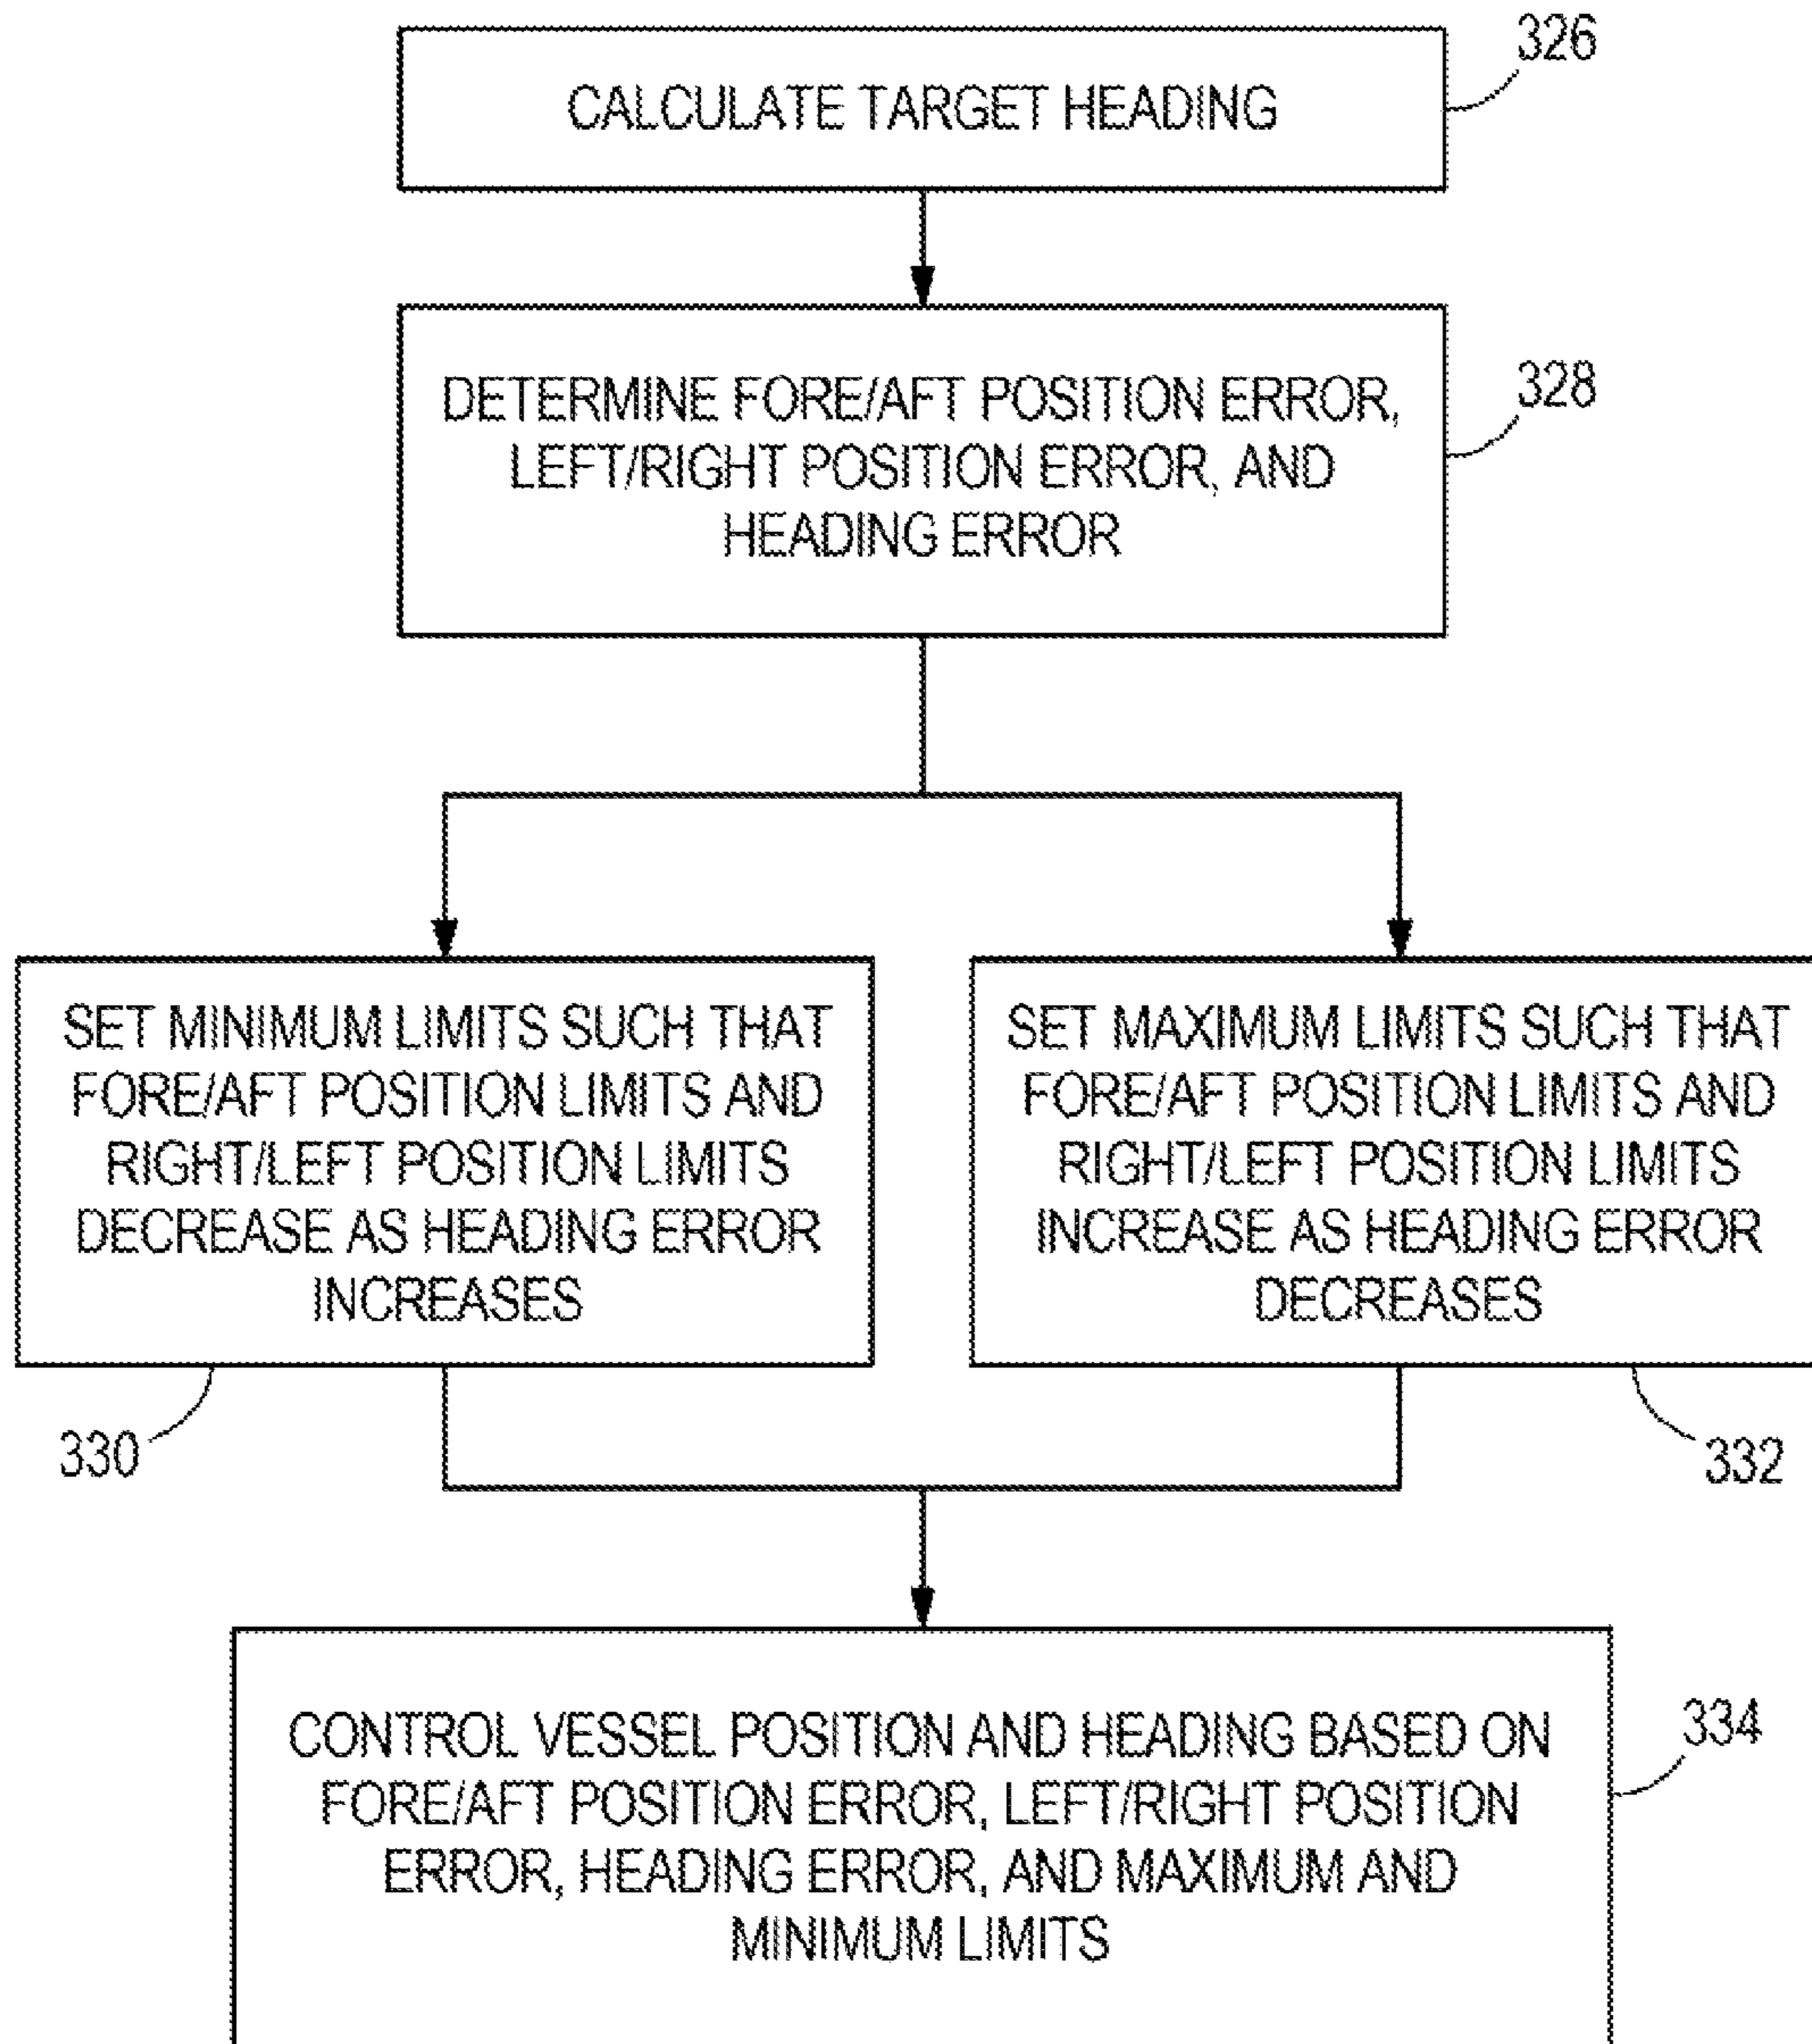 326
CALCULATE TARGET HEADING
328
DETERMINE FORE/AFT POSITION ERROR,
LEFT/RIGHT POSITION ERROR, AND
HEADING ERROR
SET MINIMUM LIMITS SUCH THAT
FORE/AFT POSITION LIMITS AND
RIGHT/LEFT POSITION LIMITS
DECREASE AS HEADING ERROR
INCREASES
330
SET MAXIMUM LIMITS SUCH THAT
FORE/AFT POSITION LIMITS AND
RIGHT/LEFT POSITION LIMITS
INCREASE AS HEADING ERROR
DECREASES
332
334
CONTROL VESSEL POSITION AND HEADING BASED ON
FORE/AFT POSITION ERROR, LEFT/RIGHT POSITION
ERROR, HEADING ERROR, AND MAXIMUM AND
MINIMUM LIMITS